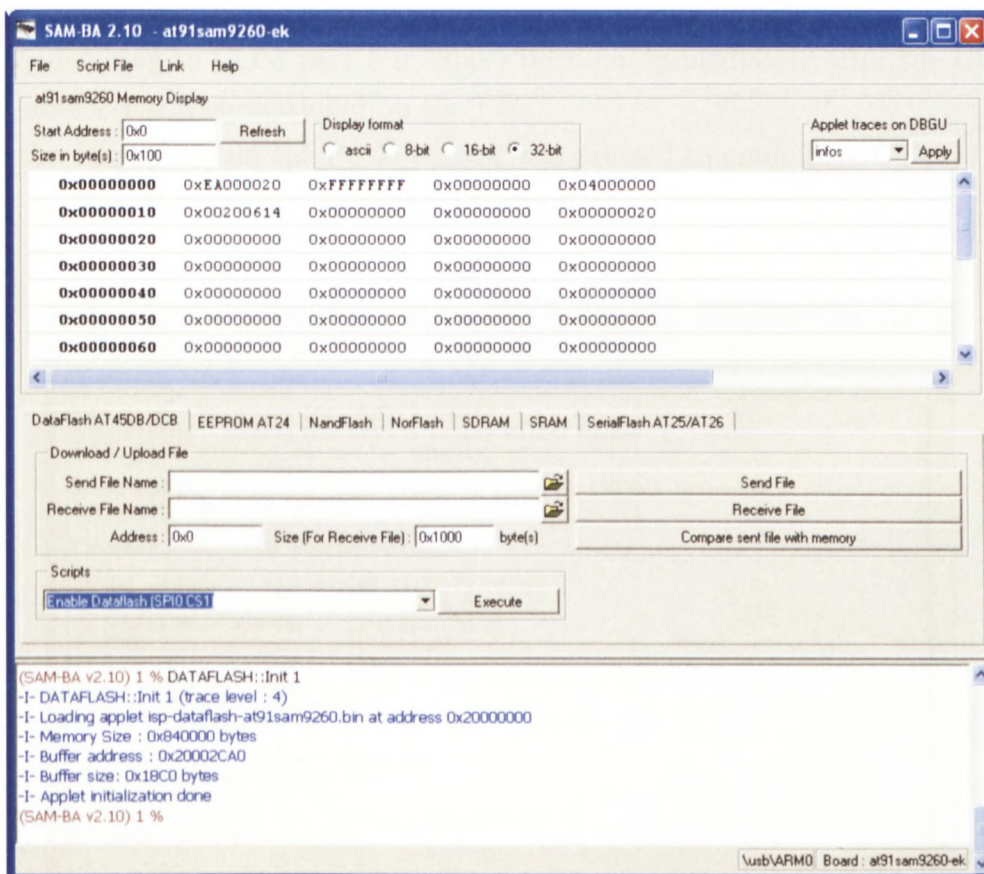 SAM-BA 2.10 - at91sam9260-ek
File Script File Link Help
at91sam9260 Memory Display
Start Address : 0x0 Refresh
Size in byte(s) : 0x100
Display format
ascii 8-bit 16-bit 32-bit
Applet traces on DBGU
infos Apply
0x00000000 0xEA000020 0xFFFFFFFF 0x00000000 0x04000000
0x00000010 0x00200614 0x00000000 0x00000000 0x00000020
0x00000020 0x00000000 0x00000000 0x00000000 0x00000000
0x00000030 0x00000000 0x00000000 0x00000000 0x00000000
0x00000040 0x00000000 0x00000000 0x00000000 0x00000000
0x00000050 0x00000000 0x00000000 0x00000000 0x00000000
0x00000060 0x00000000 0x00000000 0x00000000 0x00000000
DataFlash AT45DB/DCB EEPROM AT24 NandFlash NorFlash SDRAM SRAM SerialFlash AT25/AT26
Download / Upload File
Send File Name : Send File
Receive File Name : Receive File
Address : 0x0 Size (For Receive File) : 0x1000 byte(s) Compare sent file with memory
Scripts
Enable Dataflash (SPI0 CS1) Execute
(SAM-BA v2.10) 1 % DATAFLASH::Init 1
-I- DATAFLASH::Init 1 (trace level : 4)
-I- Loading applet isp-dataflash-at91sam9260.bin at address 0x20000000
-I- Memory Size : 0x840000 bytes
-I- Buffer address : 0x20002CA0
-I- Buffer size: 0x18C0 bytes
-I- Applet initialization done
(SAM-BA v2.10) 1 %
\usb\ARM0 Board : at91sam9260-ek